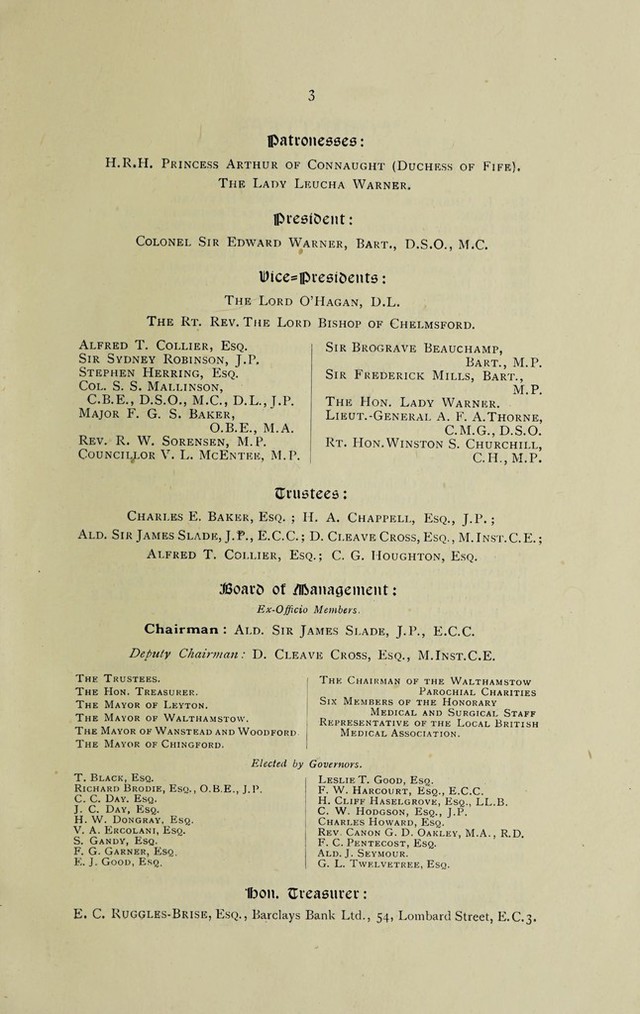 3
Patronesses:
H.R.H. Princess Arthur of Connaught (Duchess of Fife).
The Lady Leucha Warner.
President:
Colonel Sir Edward Warner, Bart., D.S.O., M.C.
Vice=Presidents:
The Lord O'Hagan, D.L.
The Rt. Rev. The Lord Bishop of Chelmsford.
Alfred T. Collier, Esq.
Sir Sydney Robinson, J.P.
Stephen Herring, Esq.
Col. S. S. Mallinson,
C.B.E., D.S.O., M.C., D.L., J.P.
Major F. G. S. Baker,
O.B.E., M.A.
Rev. R. W. Sorensen, M.P.
Councillor V. L. McEntee, M.P.
Sir Brograve Beauchamp,
Bart., M.P.
Sir Frederick Mills, Bart.,
M.P.
The Hon. Lady Warner.
Lieut.-General A. F. A. Thorne,
C.M.G., D.S.O.
Rt. Hon. Winston S. Churchill,
C.H., M.P.
Trustees:
Charles E. Baker, Esq. ; H. A. Chappell, Esq., J.P. ;
Ald. Sir James Slade, J.P., E.C.C. ; D. Cleave Cross, Esq., M.Inst.C.E. ;
Alfred T. Collier, Esq. ; C. G. Houghton, Esq.
Board of Management:
Ex-Officio Members.
Chairman : Ald. Sir James Slade, J.P., E.C.C.
Deputy Chairman: D. Cleave Cross, Esq., M.Inst.C.E.
The Trustees.
The Hon. Treasurer.
The Mayor of Leyton.
The Mayor of Walthamstow.
The Mayor of Wanstead and Woodford
The Mayor of Chingford.
The Chairman of the Walthamstow
Parochial Charities
Six Members of the Honorary
Medical and Surgical Staff
Representative of the Local British
Medical Association.
Elected by Governors.
T. Black, Esq.
Richard Brodie, Esq., O.B.E., J.P.
C. C. Day, Esq.
J. C. Day, Esq.
H. W. Dongray, Esq.
V. A. Ercolani, Esq.
S. Gandy, Esq.
F. G. Garner, Esq.
E. J. Good, Esq.
Leslie T. Good, Esq.
F. W. Harcourt, Esq., E.C.C.
H. Cliff Haselgrove, Esq., LL.B.
C. W. Hodgson, Esq., J.P.
Charles Howard, Esq.
Rev. Canon G. D. Oakley, M.A., R.D.
F. C. Pentecost, Esq.
Ald. J. Seymour.
G. L. Twelvetree, Esq.
Hon. Treasurer:
E. C. Ruggles-Brise, Esq., Barclays Bank Ltd., 54, Lombard Street, E.C.3.